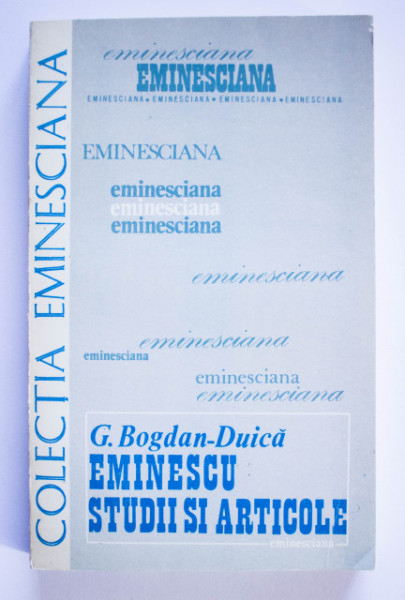 COLECȚIA EMINESCIANA
eminesciana
EMINESCIANA
EMINESCIANA • EMINESCIANA • EMINESCIANA • EMINESCIANA
EMINESCIANA
eminesciana
eminesciana
eminesciana
eminesciana
eminesciana
eminesciana
eminesciana
eminesciana
G. Bogdan-Duică
EMINESCU
STUDII SI ARTICOLE
eminesciana